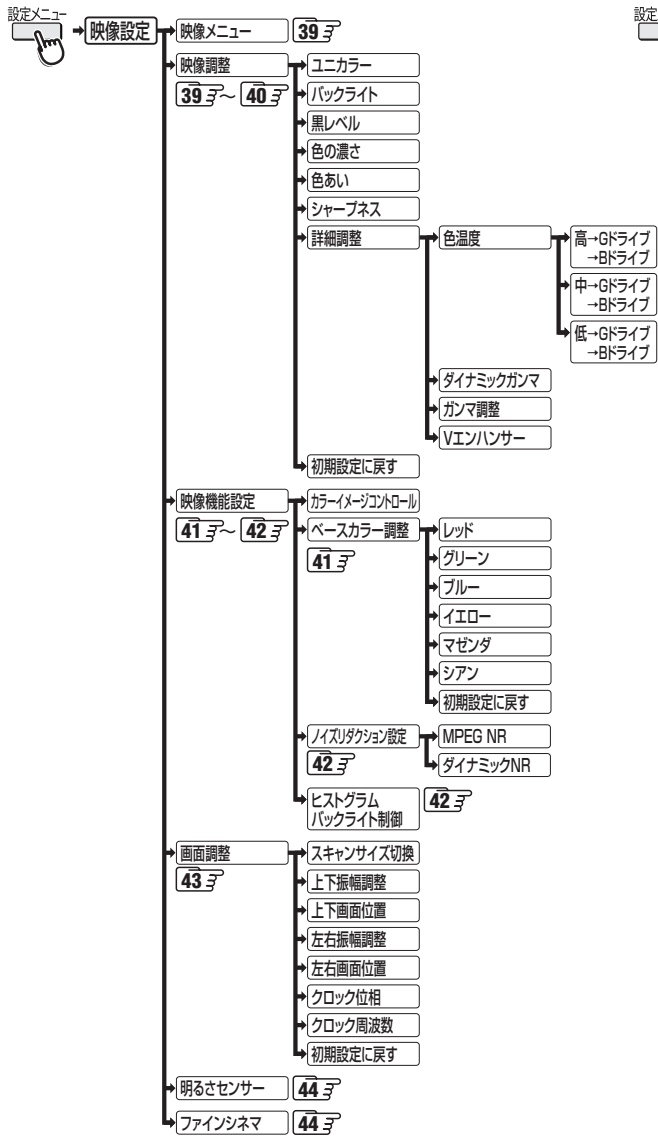 設定メニュー
設定
映像設定
映像メニュー 39
映像調整
39 ～ 40
ユニカラー
バックライト
黒レベル
色の濃さ
色あい
シャープネス
詳細調整
色温度
高→Gドライブ
→Bドライブ
中→Gドライブ
→Bドライブ
低→Gドライブ
→Bドライブ
ダイナミックガンマ
ガンマ調整
Vエンハンサー
初期設定に戻す
映像機能設定
41 ～ 42
カラーイメージコントロール
ベースカラー調整
41
レッド
グリーン
ブルー
イエロー
マゼンダ
シアン
初期設定に戻す
ノイズリダクション設定
42
MPEG NR
ダイナミックNR
ヒストグラム
バックライト制御
42
画面調整
43
スキャンサイズ切換
上下振幅調整
上下画面位置
左右振幅調整
左右画面位置
クロック位相
クロック周波数
初期設定に戻す
明るさセンサー 44
ファインシネマ 44